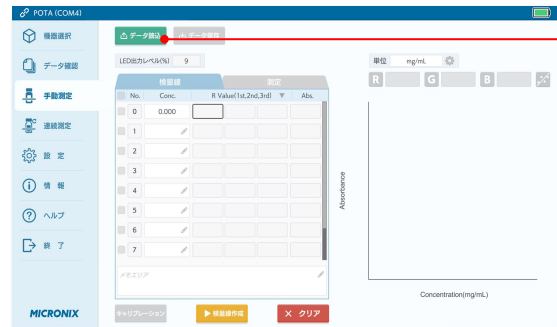 POTA (COM4)
機器選択
データ確認
手動測定
連続測定
設 定
情 報
ヘルプ
終 了
MICRONIX
データ読込
データ保存
LED出力レベル(%) 9
単位 mg/mL
R G B
検量線 測定
No. Conc. R Value(1st,2nd,3rd) ▼ Abs.
0 0.000
1
2
3
4
5
6
7
メモエリア
キャリブレーション
検量線作成
クリア
Absorbance
Concentration(mg/mL)